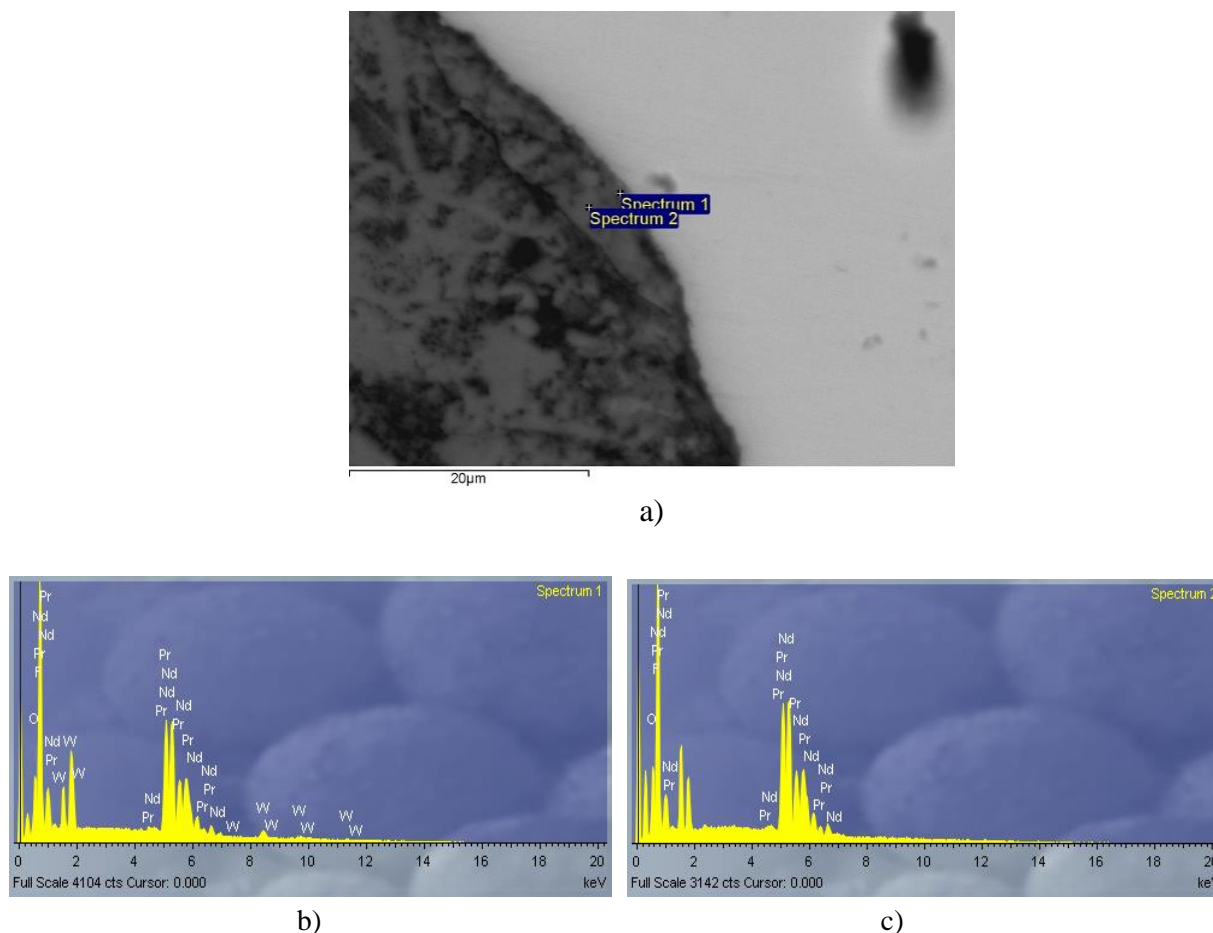 Spectrum 1
Spectrum 2
20µm
a)
Spectrum 1
Pr
Nd
Nd
Pr
F
O
Nd
Pr
W
W
W
Pr
Nd
Nd
Pr
Nd
Pr
Pr
Nd
Nd
Pr
Nd
Pr
Pr
Nd
W
W
W
W
W
W
W
0 2 4 6 8 10 12 14 16 18 20
Full Scale 4104 cts Cursor: 0.000
keV
b)
Spectrum 2
Pr
Nd
Nd
Pr
F
O
Nd
Pr
Nd
Pr
Nd
Pr
Pr
Nd
Pr
Nd
Nd
Pr
Nd
Pr
Pr
Nd
0 2 4 6 8 10 12 14 16 18 20
Full Scale 3142 cts Cursor: 0.000
keV
c)